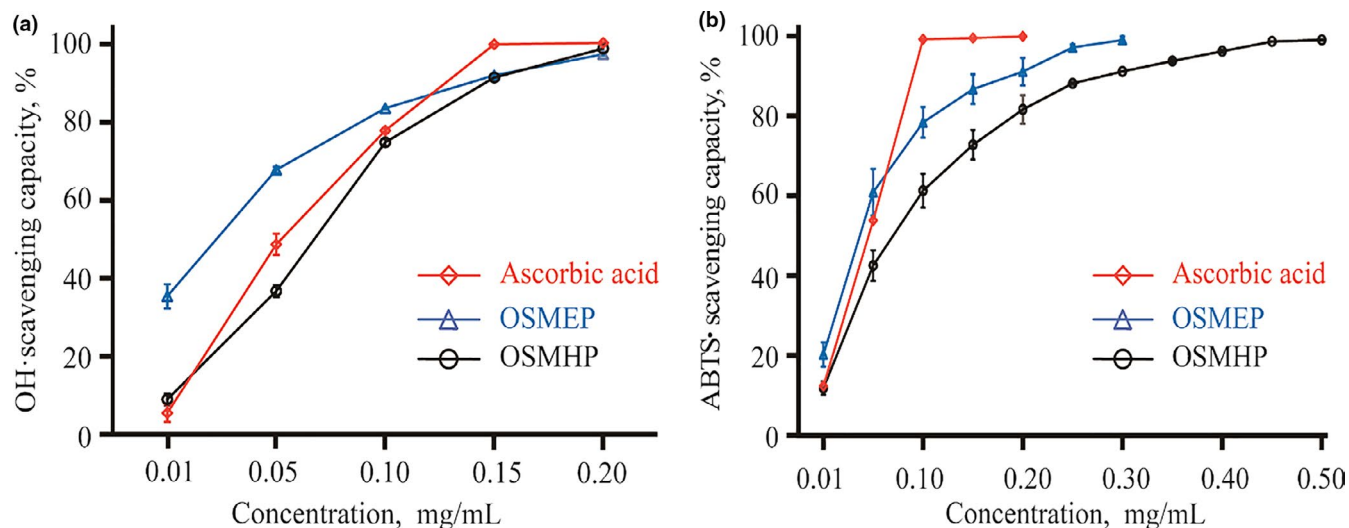 (a)
OH·scavenging capacity, %
100
80
60
40
20
0
Ascorbic acid
OSMEP
OSMHP
0.01 0.05 0.10 0.15 0.20
Concentration, mg/mL
(b)
ABTS· scavenging capacity, %
100
80
60
40
20
0
Ascorbic acid
OSMEP
OSMHP
0.01 0.10 0.20 0.30 0.40 0.50
Concentration, mg/mL